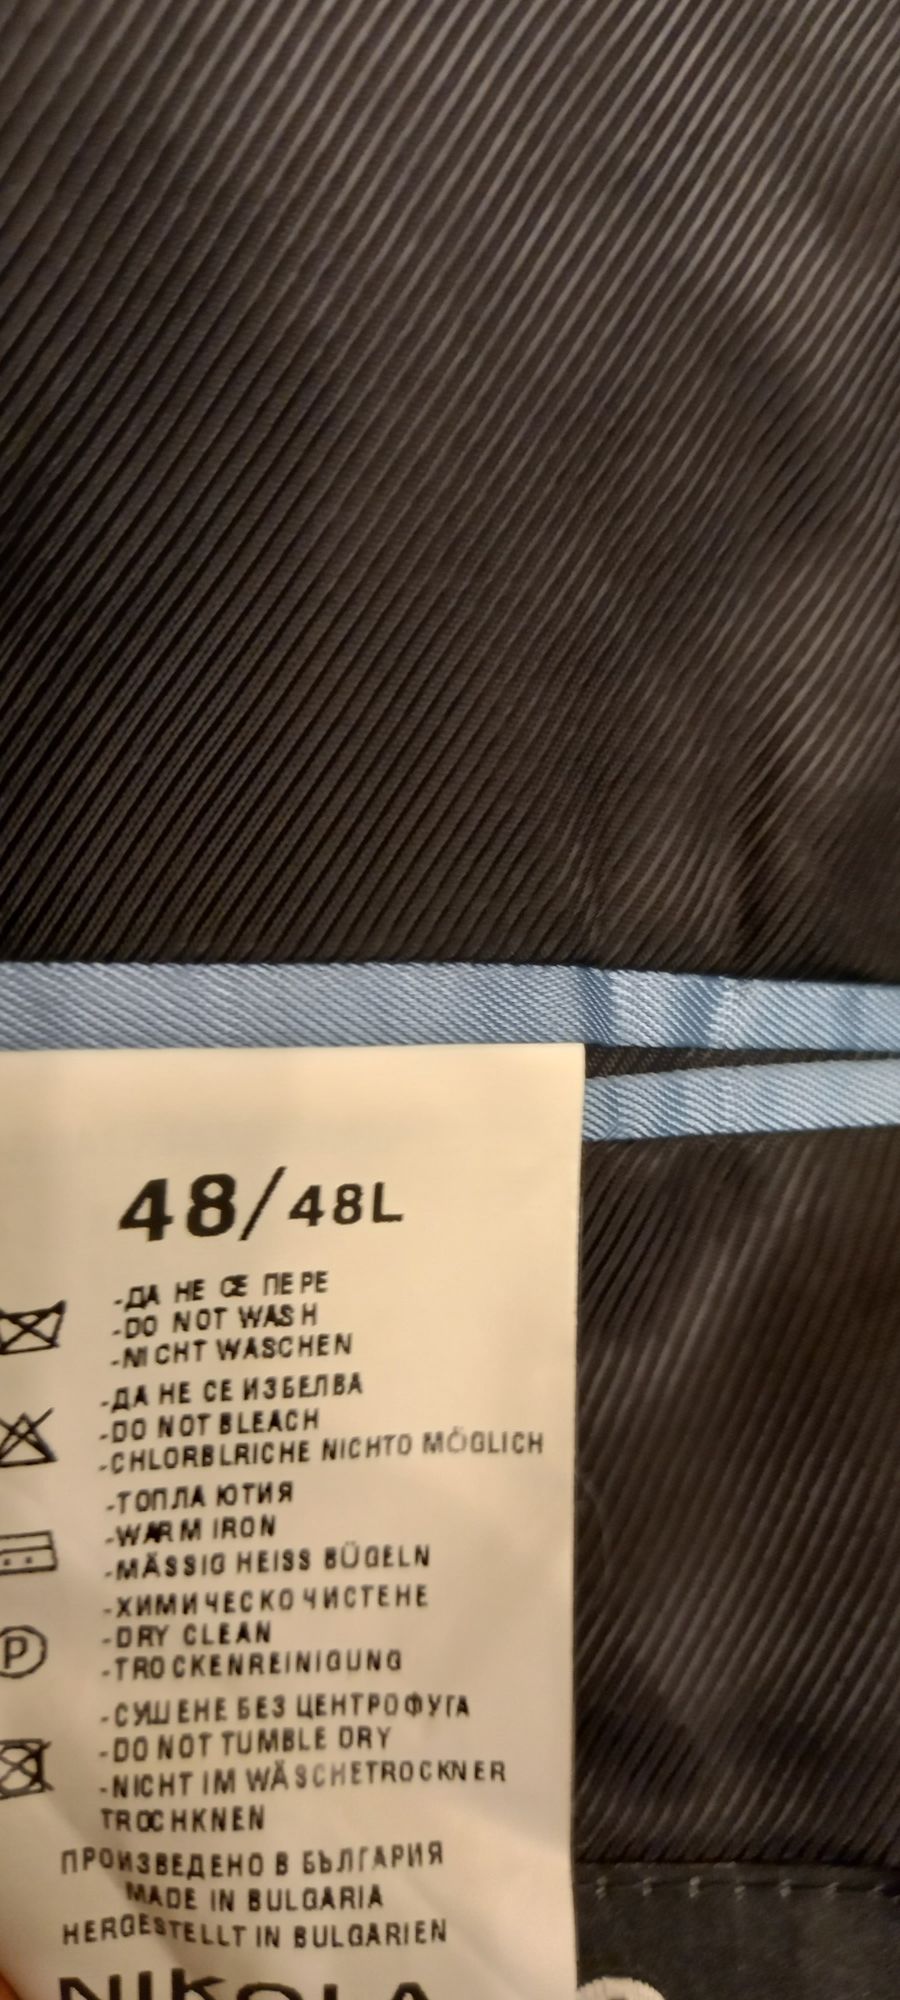 48/48L
-ДА НЕ СЕ ПЕРЕ
-DO NOT WASH
-NICHT WASCHEN
-ДА НЕ СЕ ИЗБЕЛВА
-DO NOT BLEACH
-CHLORBLRICHE NICHTO MÖGLICH
-ТОПЛА ЮТИЯ
-WARM IRON
-MÄSSIG HEISS BÜGELN
-ХИМИЧЕСКО ЧИСТЕНЕ
-DRY CLEAN
-TROCKENREINIGUNG
P
-СУШЕНЕ БЕЗ ЦЕНТРОФУГА
-DO NOT TUMBLE DRY
-NICHT IM WÄSCHETROCKNER
TROCHKNEN
ПРОИЗВЕДЕНО В БЪЛГАРИЯ
MADE IN BULGARIA
HERGESTELLT IN BULGARIEN
NIKOLA